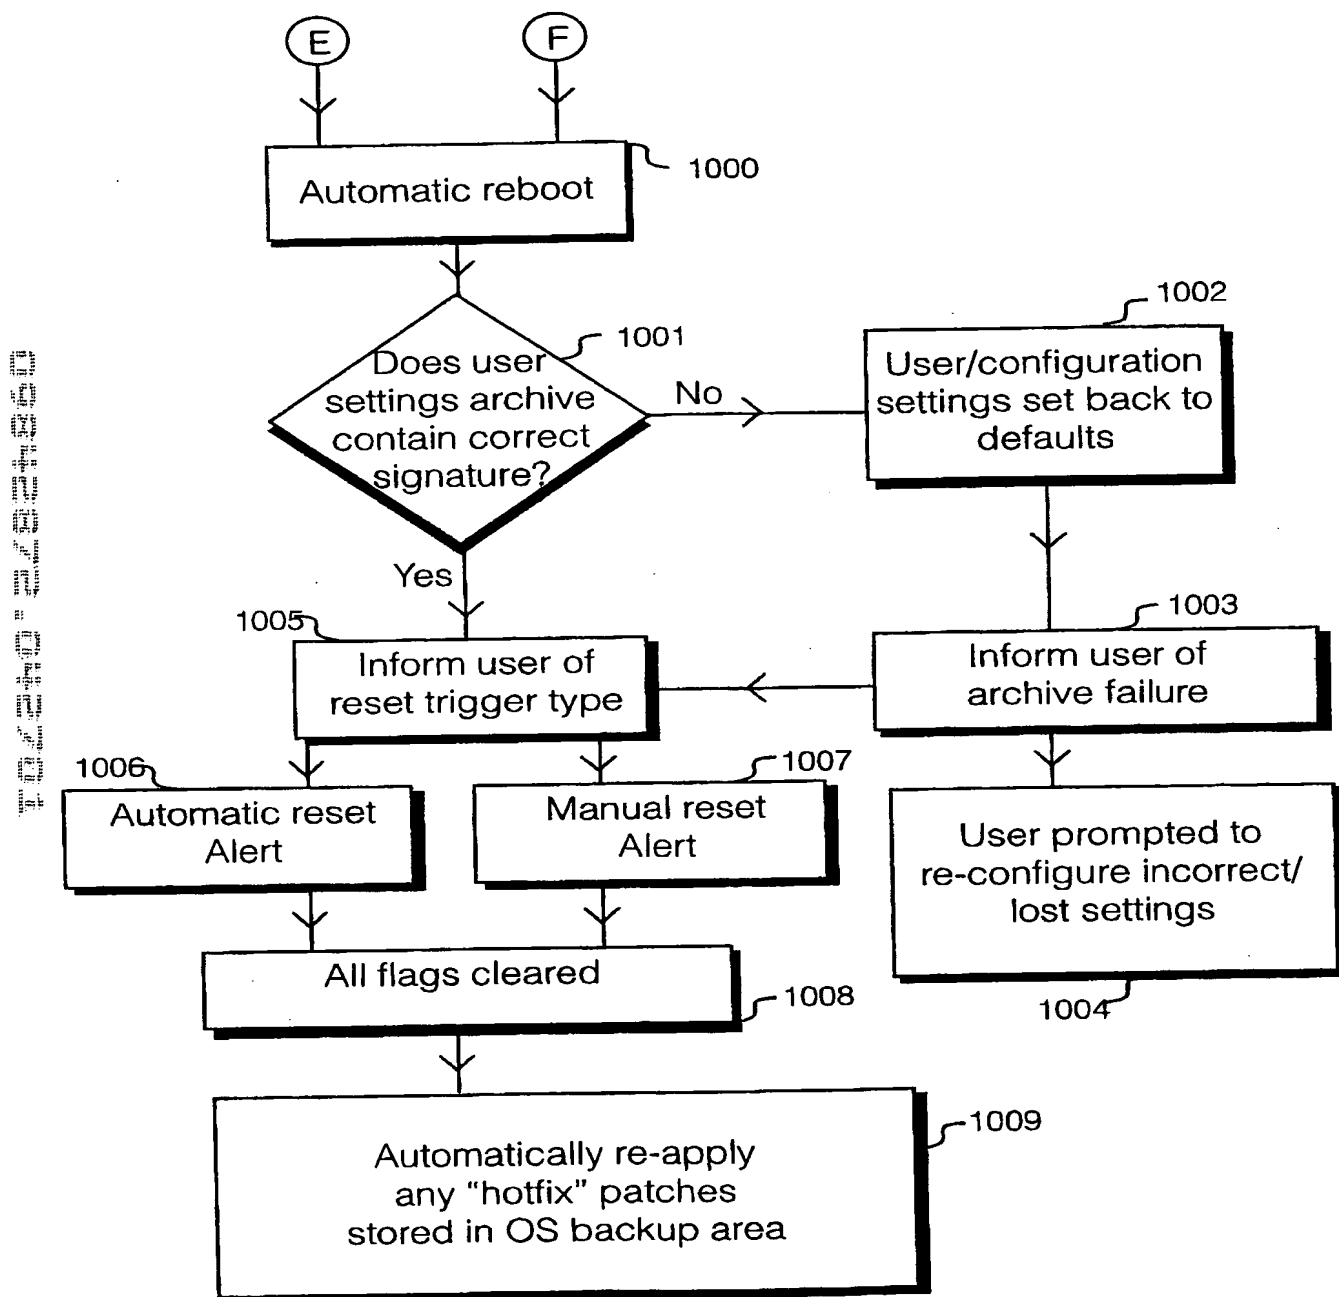 E
F
Automatic reboot
1000
Does user
settings archive
contain correct
signature?
1001
No
1002
User/configuration
settings set back to
defaults
Yes
1005
Inform user of
reset trigger type
1003
Inform user of
archive failure
1006
Automatic reset
Alert
1007
Manual reset
Alert
User prompted to
re-configure incorrect/
lost settings
1004
All flags cleared
1008
Automatically re-apply
any “hotfix” patches
stored in OS backup area
1009
09842872.042701